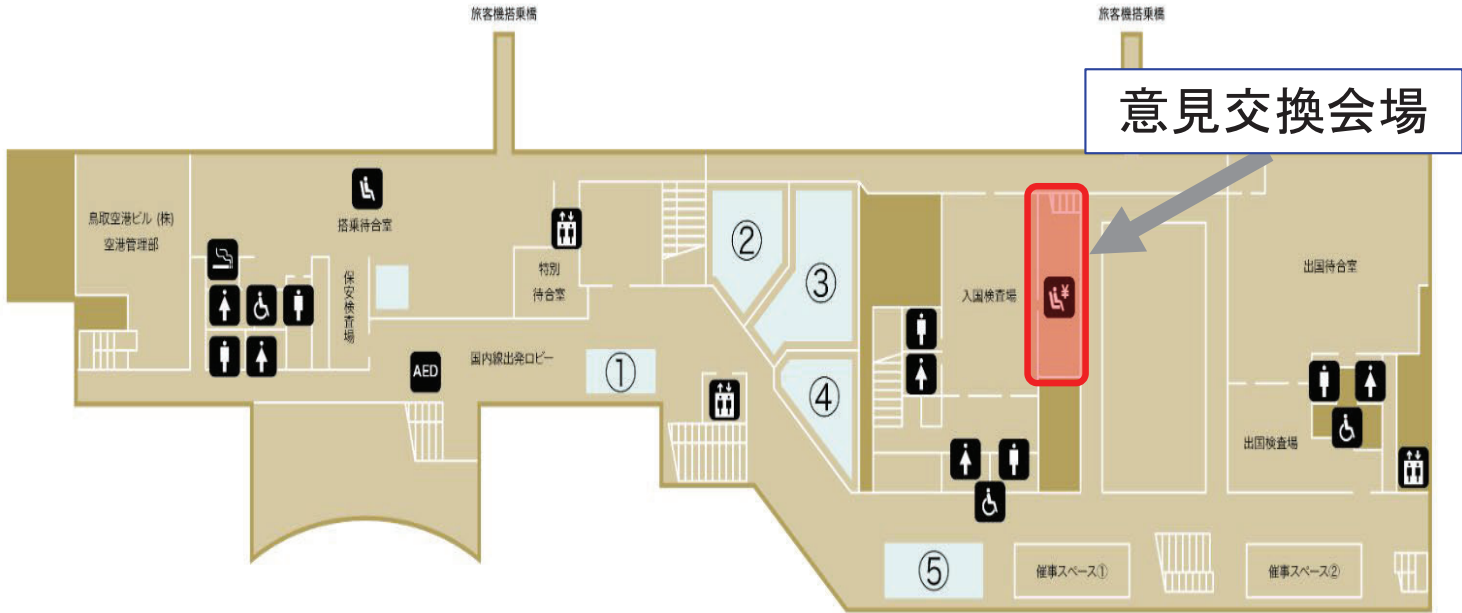 旅客機搭乗橋
旅客機搭乗橋
意見交換会場
鳥取空港ビル (株)
空港管理部
搭乗待合室
保安検査場
特別
待合室
国内線出発ロビー
AED
①
②
③
④
入国検査場
¥
出国待合室
出国検査場
⑤
催事スペース①
催事スペース②